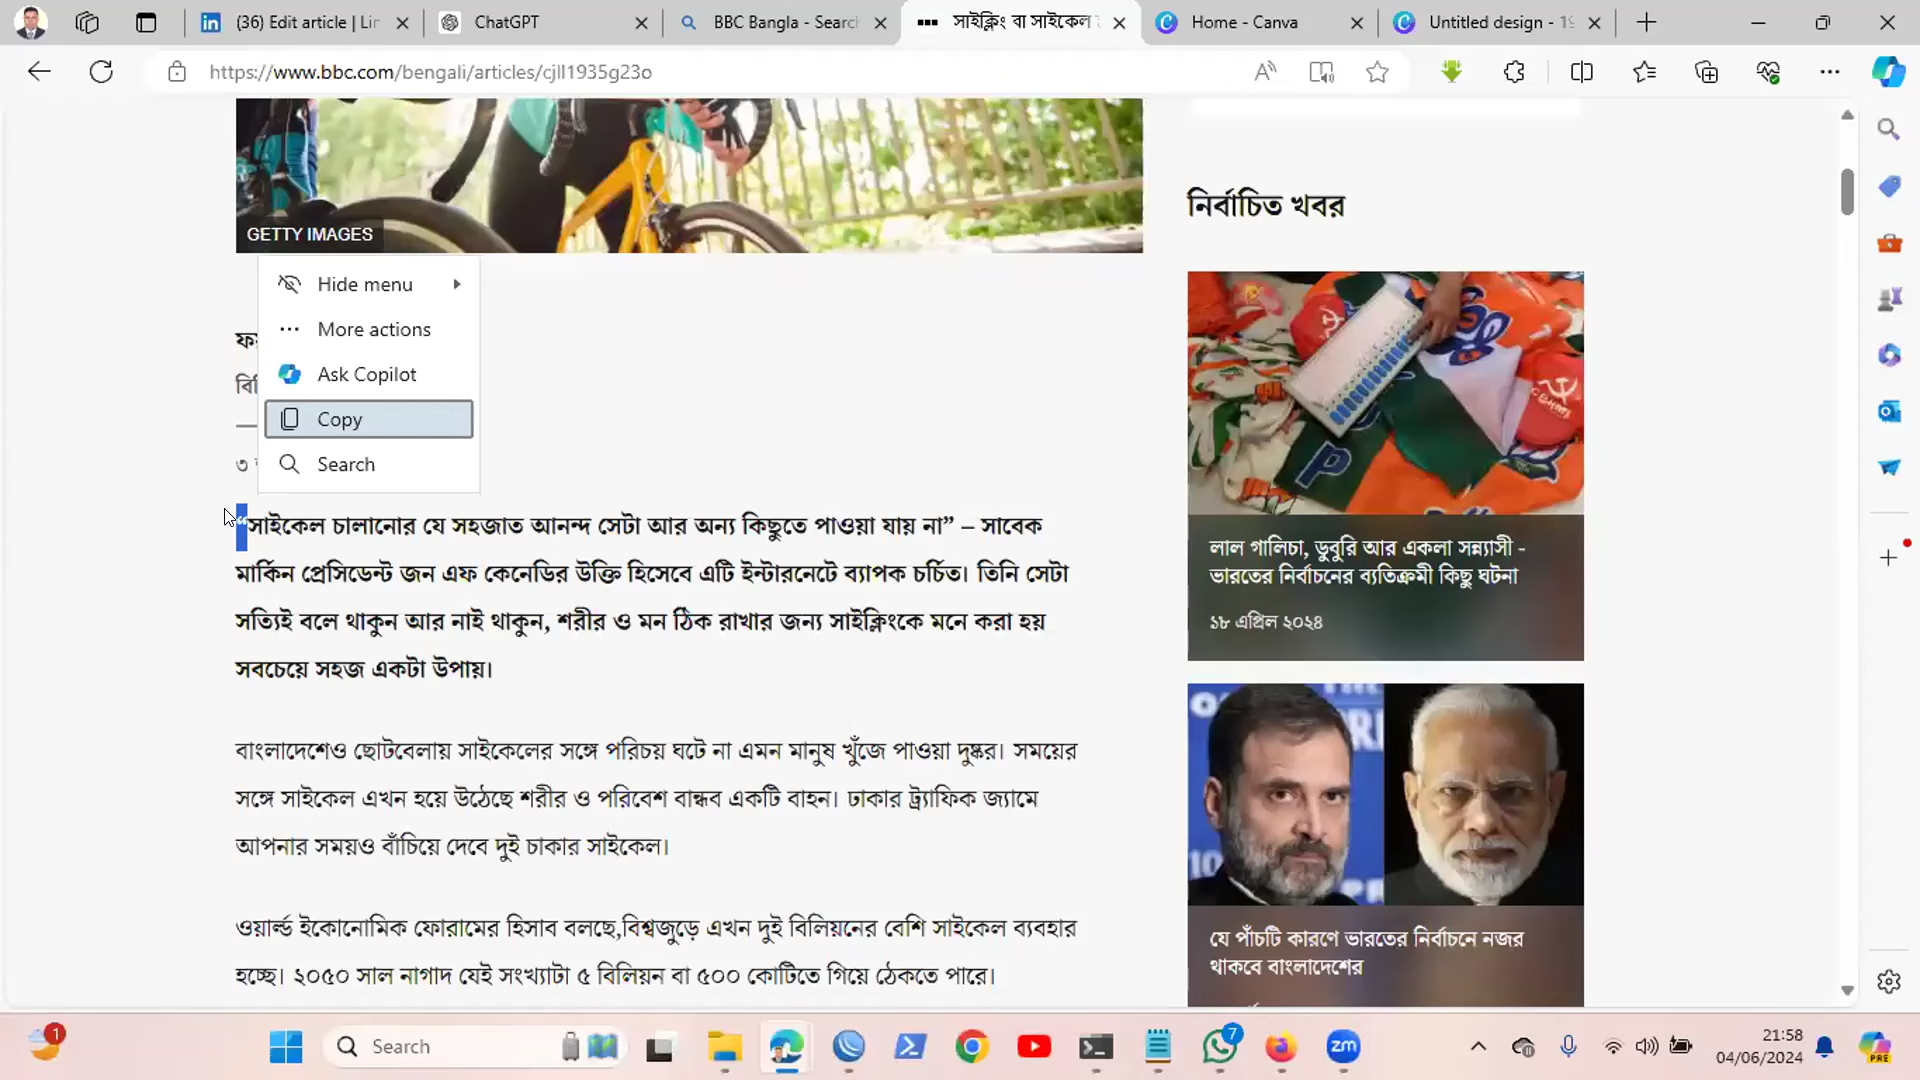 (36) Edit article | Lin
ChatGPT
BBC Bangla - Search
সাইক্লিং বা সাইকেল
Home - Canva
Untitled design - 19
https://www.bbc.com/bengali/articles/cjll1935g23o
GETTY IMAGES
Hide menu
More actions
Ask Copilot
Copy
Search
“সাইকেল চালানোর যে সহজাত আনন্দ সেটা আর অন্য কিছুতে পাওয়া যায় না” – সাবেক
মার্কিন প্রেসিডেন্ট জন এফ কেনেডির উক্তি হিসেবে এটি ইন্টারনেটে ব্যাপক চর্চিত। তিনি সেটা
সত্যিই বলে থাকুন আর নাই থাকুন, শরীর ও মন ঠিক রাখার জন্য সাইক্লিংকে মনে করা হয়
সবচেয়ে সহজ একটা উপায়।
বাংলাদেশেও ছোটবেলায় সাইকেলের সঙ্গে পরিচয় ঘটে না এমন মানুষ খুঁজে পাওয়া দুষ্কর। সময়ের
সঙ্গে সাইকেল এখন হয়ে উঠেছে শরীর ও পরিবেশ বান্ধব একটি বাহন। ঢাকার ট্র্যাফিক জ্যামে
আপনার সময়ও বাঁচিয়ে দেবে দুই চাকার সাইকেল।
ওয়ার্ল্ড ইকোনোমিক ফোরামের হিসাব বলছে,বিশ্বজুড়ে এখন দুই বিলিয়নের বেশি সাইকেল ব্যবহার
হচ্ছে। ২০৫০ সাল নাগাদ যেই সংখ্যাটা ৫ বিলিয়ন বা ৫০০ কোটিতে গিয়ে ঠেকতে পারে।
নির্বাচিত খবর
লাল গালিচা, ডুবুরি আর একলা সন্ন্যাসী -
ভারতের নির্বাচনের ব্যতিক্রমী কিছু ঘটনা
১৮ এপ্রিল ২০২৪
যে পাঁচটি কারণে ভারতের নির্বাচনে নজর
থাকবে বাংলাদেশের
1
Search
7
zm
21:58
04/06/2024
PRE